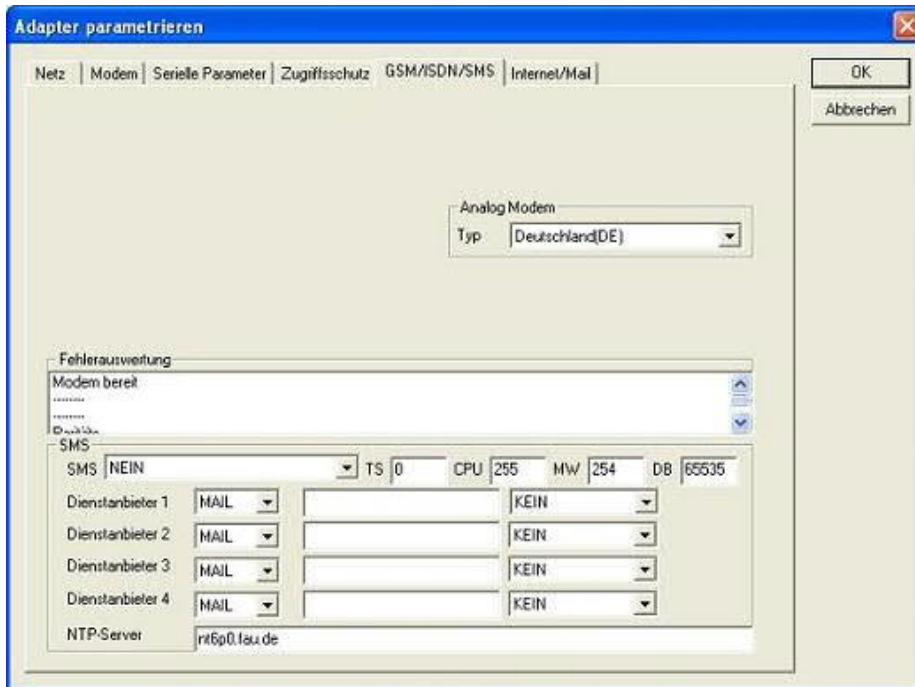 Adapter parametrieren
Netz Modem Serielle Parameter Zugriffsschutz GSM/ISDN/SMS Internet/Mail
OK
Abbrechen
Analog Modem
Typ Deutschland(DE)
Fehlerauswertung
Modem bereit
--------
--------
SMS
SMS NEIN TS 0 CPU 255 MW 254 DB 65535
Dienstanbieter 1 MAIL KEIN
Dienstanbieter 2 MAIL KEIN
Dienstanbieter 3 MAIL KEIN
Dienstanbieter 4 MAIL KEIN
NTP-Server nt6p0.fau.de